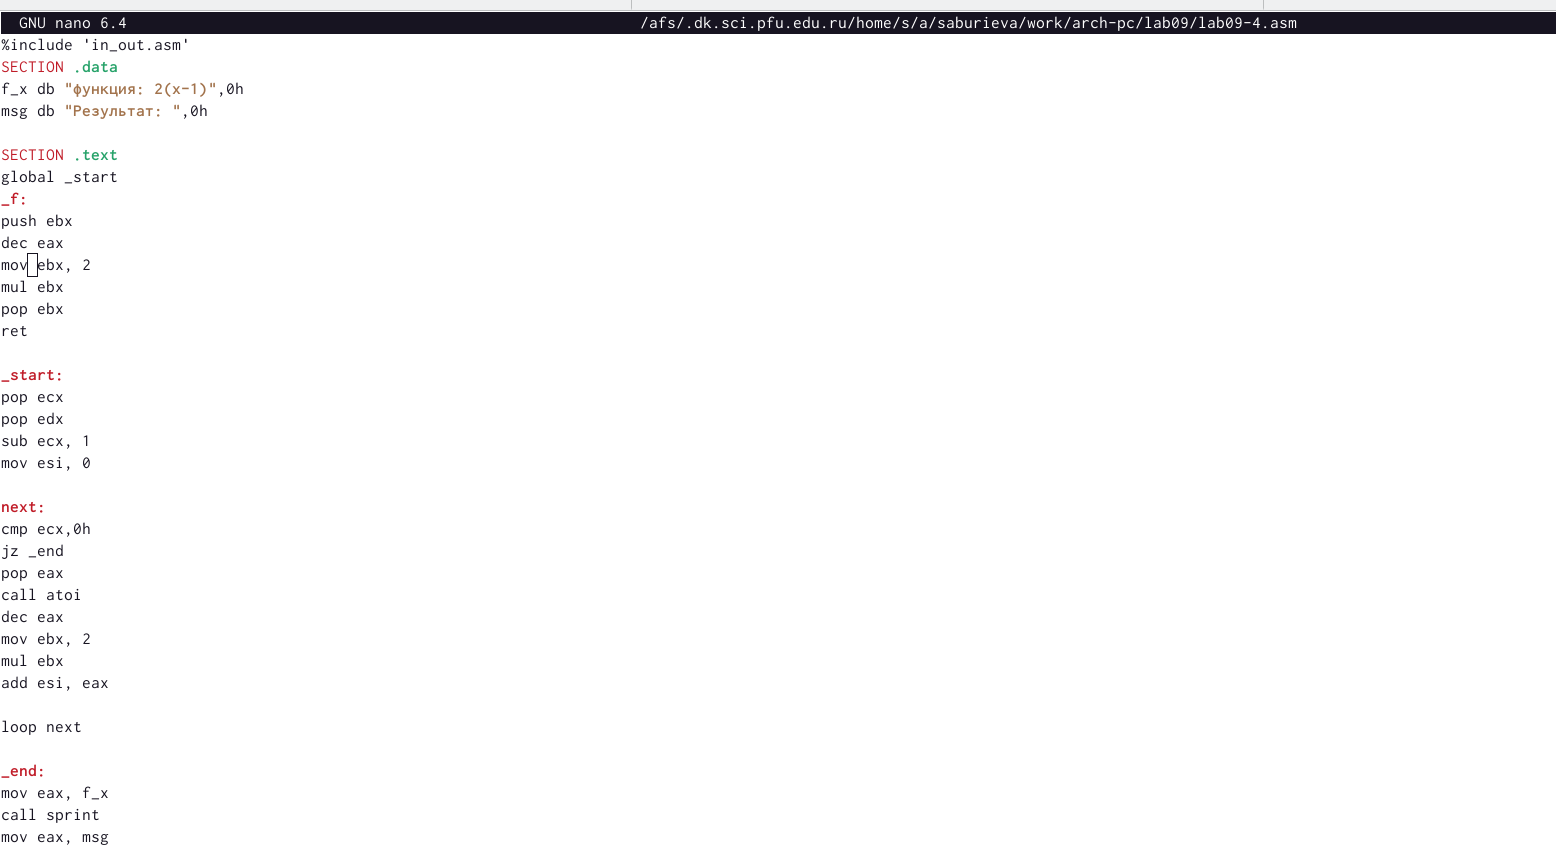 GNU nano 6.4 /afs/.dk.sci.pfu.edu.ru/home/s/a/saburieva/work/arch-pc/lab09/lab09-4.asm
%include 'in_out.asm'
SECTION .data
f_x db "функция: 2(x-1)",0h
msg db "Результат: ",0h
SECTION .text
global _start
_f:
push ebx
dec eax
mov ebx, 2
mul ebx
pop ebx
ret
_start:
pop ecx
pop edx
sub ecx, 1
mov esi, 0
next:
cmp ecx,0h
jz _end
pop eax
call atoi
dec eax
mov ebx, 2
mul ebx
add esi, eax
loop next
_end:
mov eax, f_x
call sprint
mov eax, msg